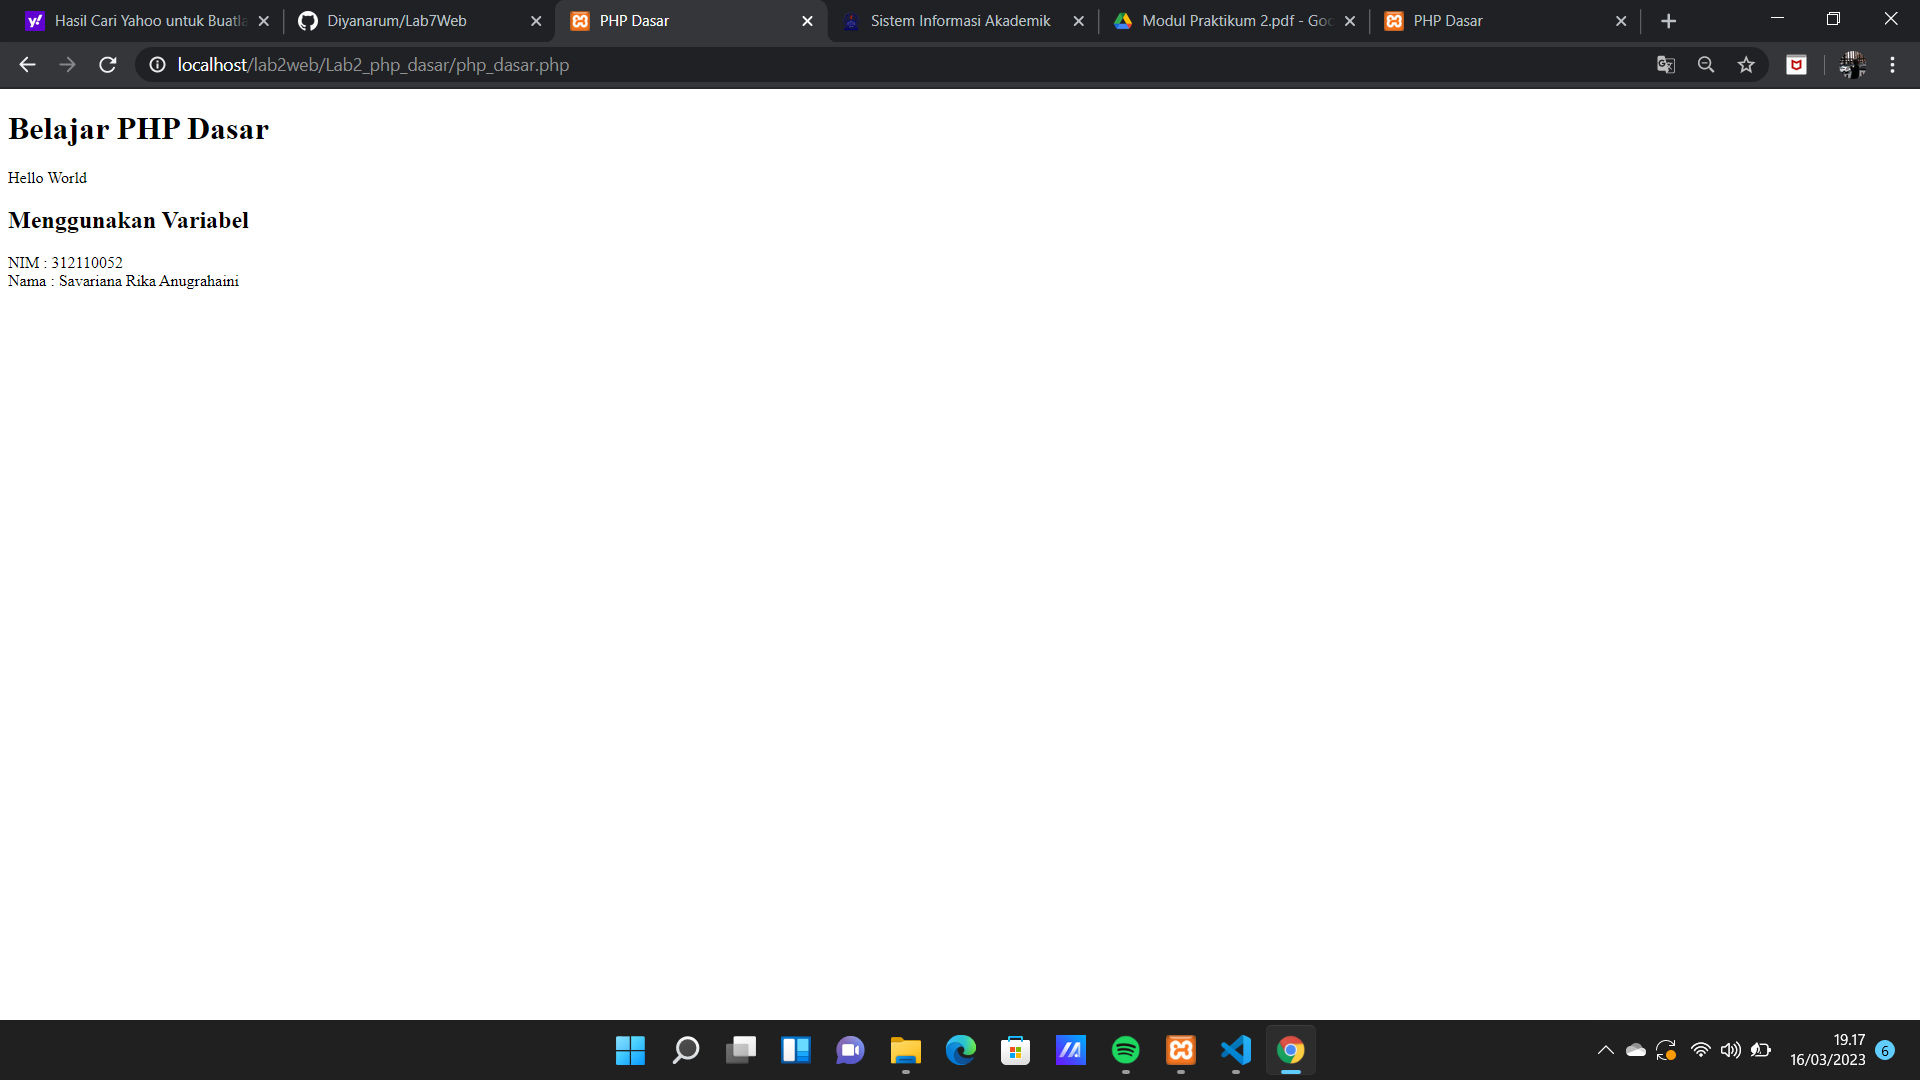 Hasil Cari Yahoo untuk Buatla
Diyanarum/Lab7Web
PHP Dasar
Sistem Informasi Akademik
Modul Praktikum 2.pdf - Goo
PHP Dasar
localhost/lab2web/Lab2_php_dasar/php_dasar.php
Belajar PHP Dasar
Hello World
Menggunakan Variabel
NIM : 312110052
Nama : Savariana Rika Anugrahaini
19.17
16/03/2023
6